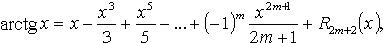 arctg x = x − x³/3 + x⁵/5 − ... + (−1)ᵐ x²ᵐ⁺¹/(2m+1) + R₂ₘ₊₂(x),